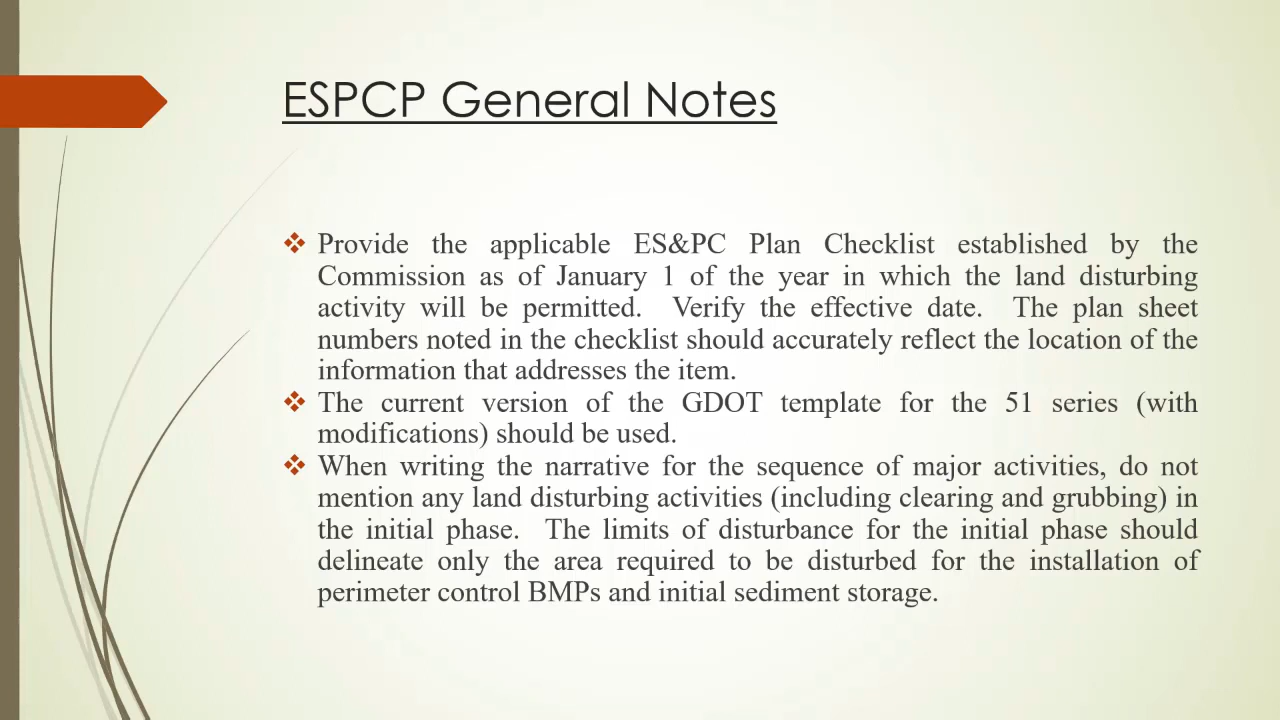 ESPCP General Notes
Provide the applicable ES&PC Plan Checklist established by the
Commission as of January 1 of the year in which the land disturbing
activity will be permitted. Verify the effective date. The plan sheet
numbers noted in the checklist should accurately reflect the location of the
information that addresses the item.
The current version of the GDOT template for the 51 series (with
modifications) should be used.
When writing the narrative for the sequence of major activities, do not
mention any land disturbing activities (including clearing and grubbing) in
the initial phase. The limits of disturbance for the initial phase should
delineate only the area required to be disturbed for the installation of
perimeter control BMPs and initial sediment storage.